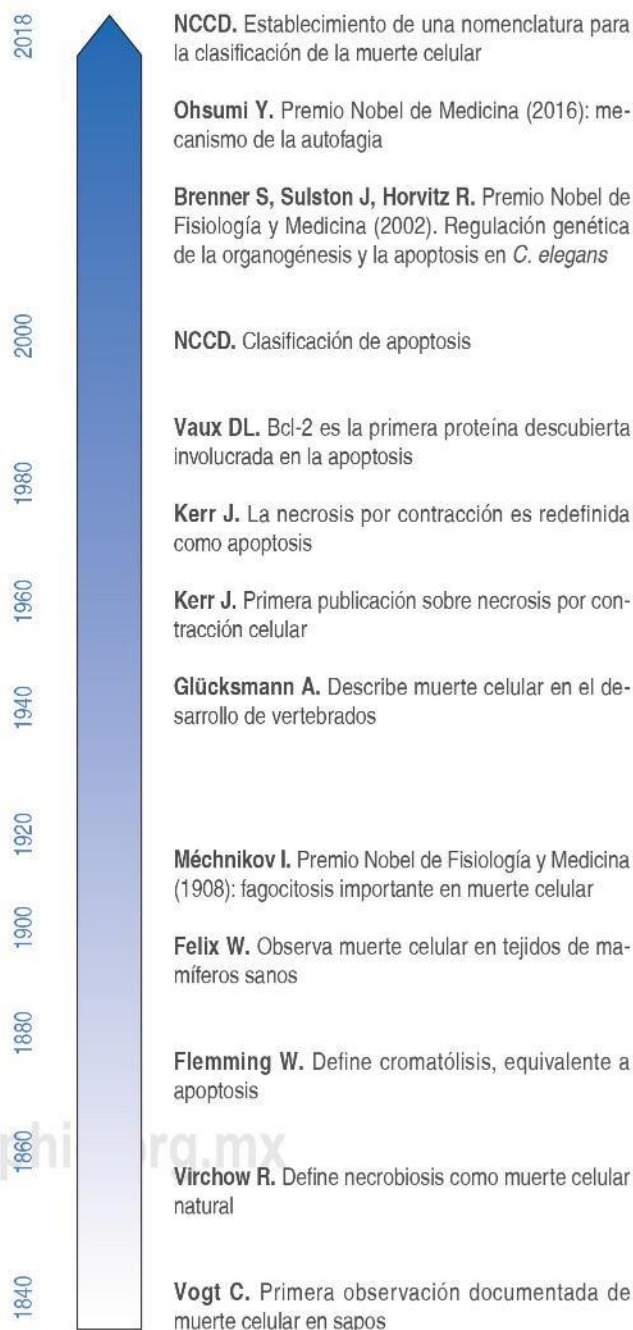 2018
NCCD. Establecimiento de una nomenclatura para
la clasificación de la muerte celular
Ohsumi Y. Premio Nobel de Medicina (2016): me-
canismo de la autofagia
Brenner S, Sulston J, Horvitz R. Premio Nobel de
Fisiología y Medicina (2002). Regulación genética
de la organogénesis y la apoptosis en C. elegans
2000
NCCD. Clasificación de apoptosis
Vaux DL. Bcl-2 es la primera proteína descubierta
involucrada en la apoptosis
1980
Kerr J. La necrosis por contracción es redefinida
como apoptosis
1960
Kerr J. Primera publicación sobre necrosis por con-
tracción celular
1940
Glücksmann A. Describe muerte celular en el de-
sarrollo de vertebrados
1920
Méchnikov I. Premio Nobel de Fisiología y Medicina
(1908): fagocitosis importante en muerte celular
1900
Felix W. Observa muerte celular en tejidos de ma-
míferos sanos
1880
Flemming W. Define cromatólisis, equivalente a
apoptosis
1860
rg.mx
Virchow R. Define necrobiosis como muerte celular
natural
1840
Vogt C. Primera observación documentada de
muerte celular en sapos